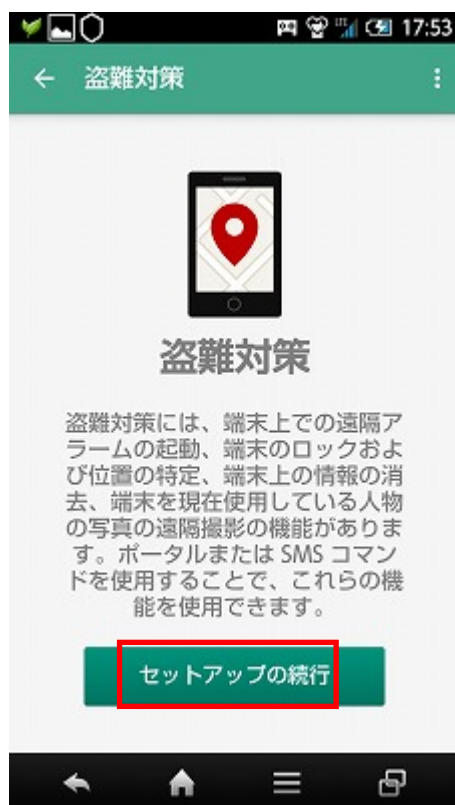 17:53
盗難対策
盗難対策
盗難対策には、端末上での遠隔ア
ラームの起動、端末のロックおよ
び位置の特定、端末上の情報の消
去、端末を現在使用している人物
の写真の遠隔撮影の機能がありま
す。ポータルまたは SMS コマン
ドを使用することで、これらの機
能を使用できます。
セットアップの続行